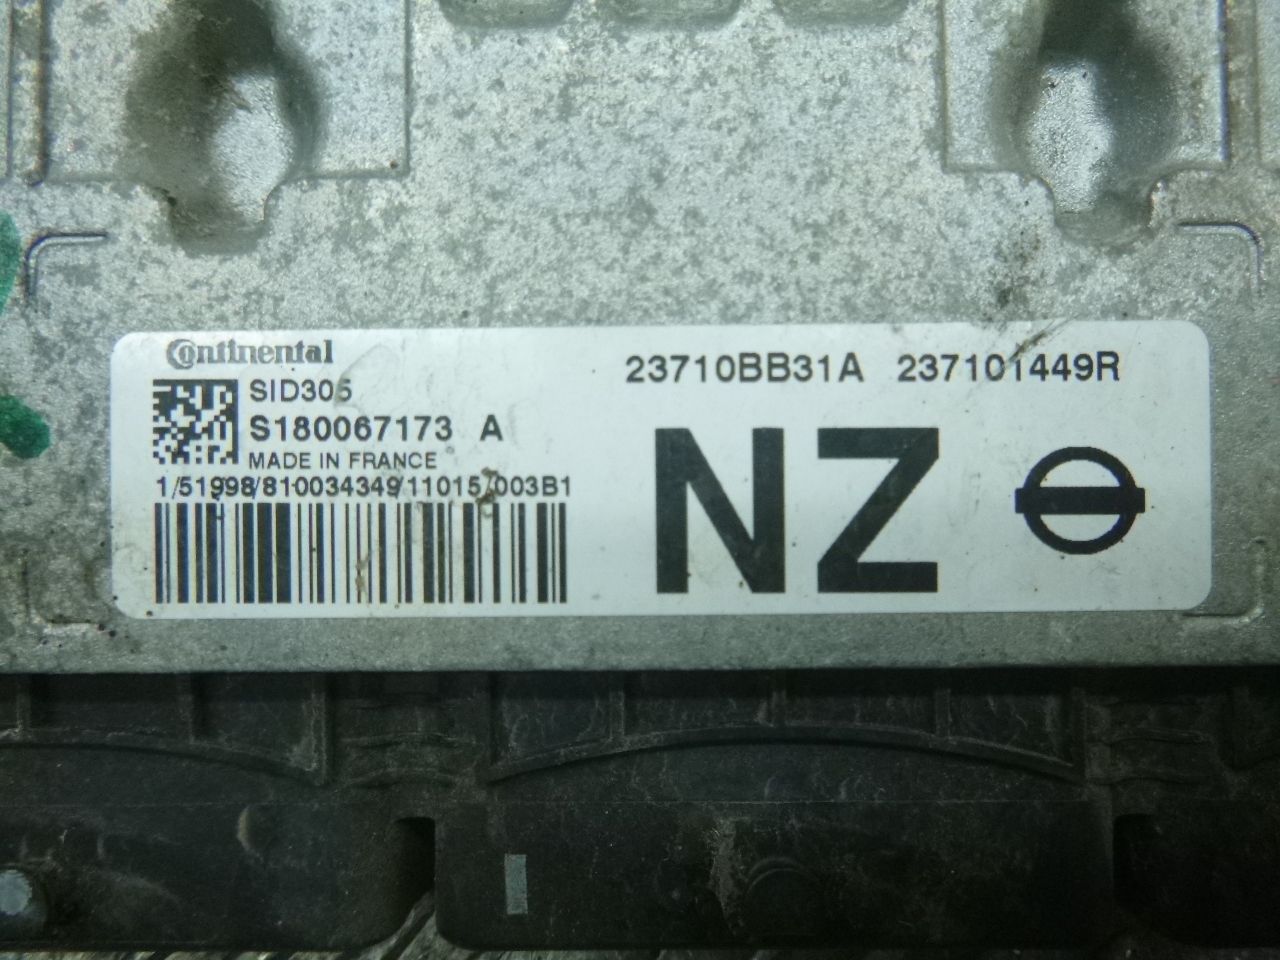 Continental
SID305
S180067173 A
MADE IN FRANCE
1/51998/810034349/11015/003B1
23710BB31A 237101449R
NZ